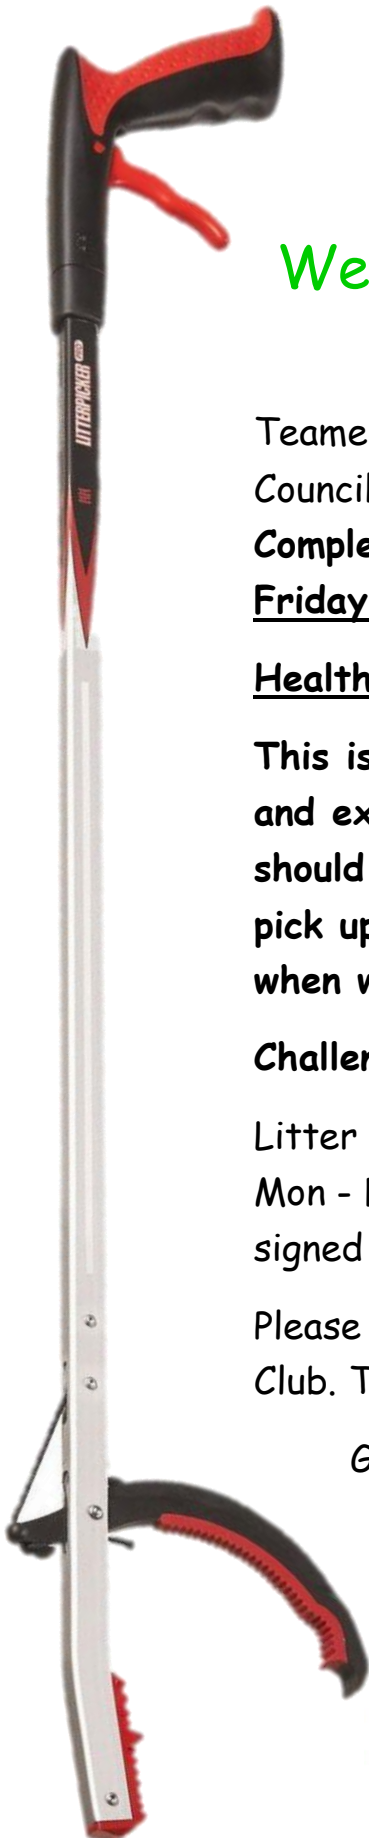 LITTERPICKER PRO
We
Teame
Council
Comple
Friday
Health
This is
and ex
should
pick up
when w
Challen
Litter
Mon -
signed
Please
Club. T
G